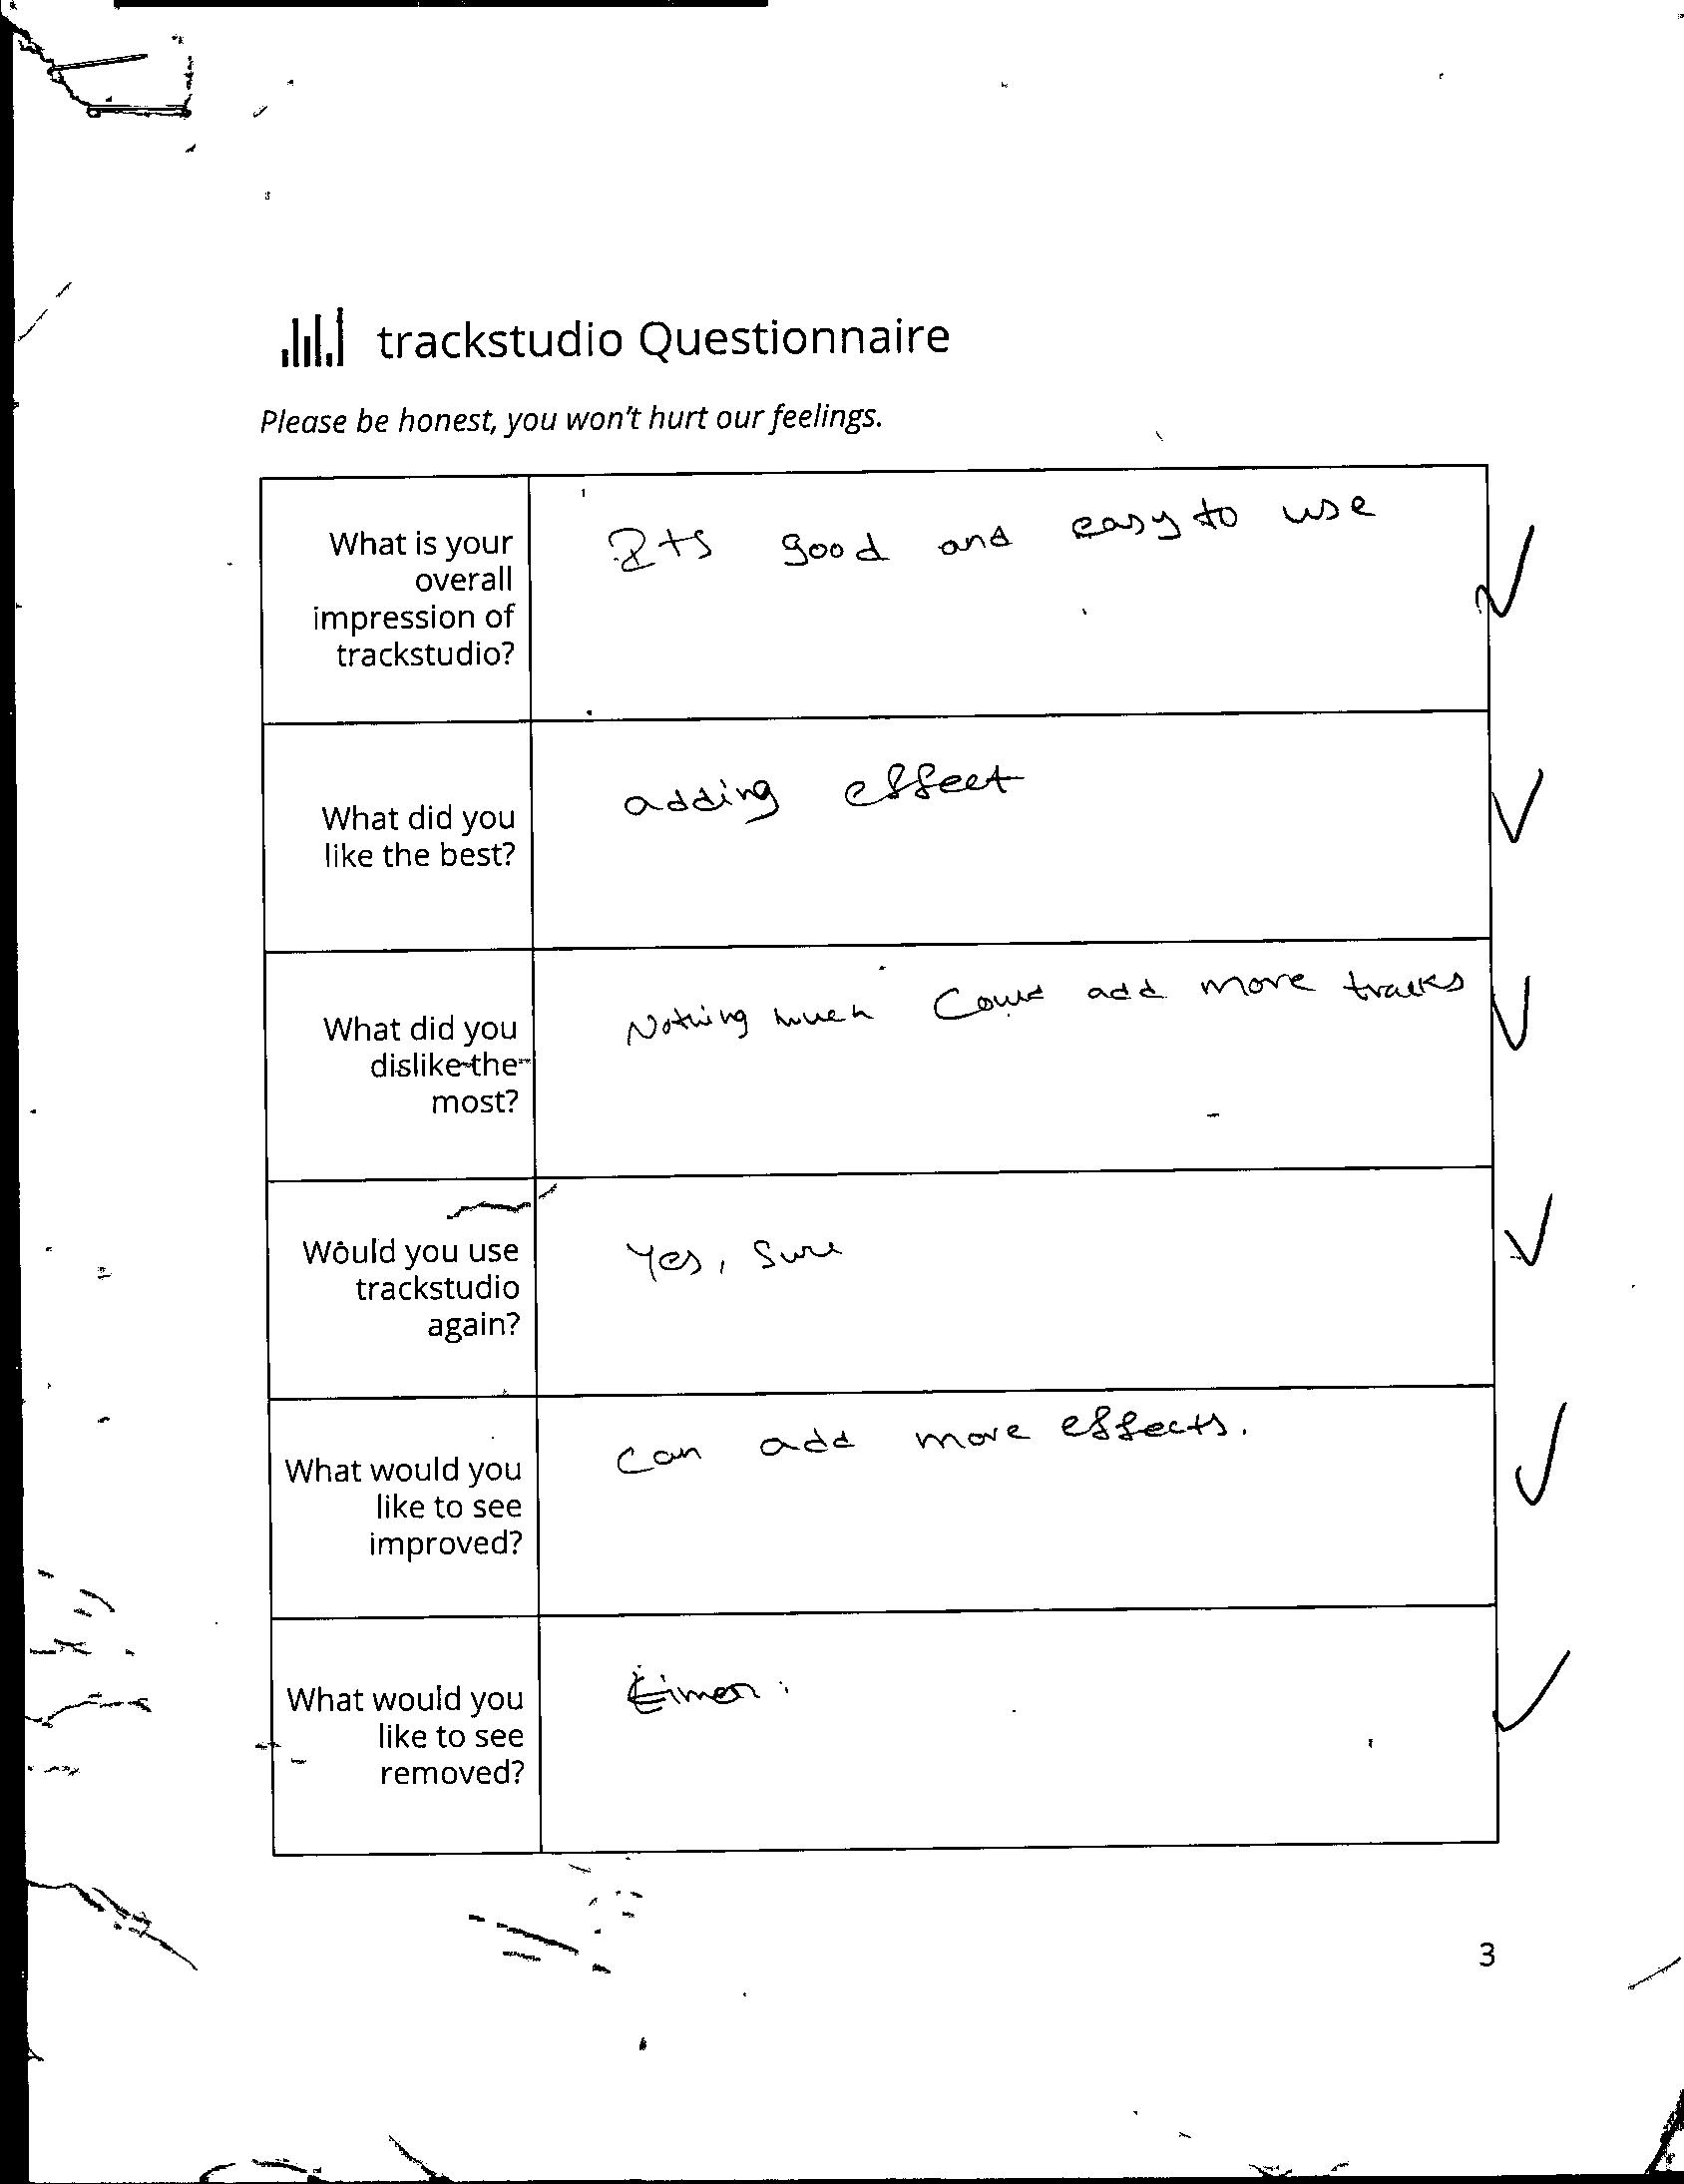 trackstudio Questionnaire
Please be honest, you won't hurt our feelings.
What is your
overall
impression of
trackstudio?
Its good and easy to use
What did you
like the best?
adding effect
What did you
dislike the
most?
Nothing much Could add more tracks
Would you use
trackstudio
again?
Yes, Sure
What would you
like to see
improved?
Can add more effects.
What would you
like to see
removed?
3